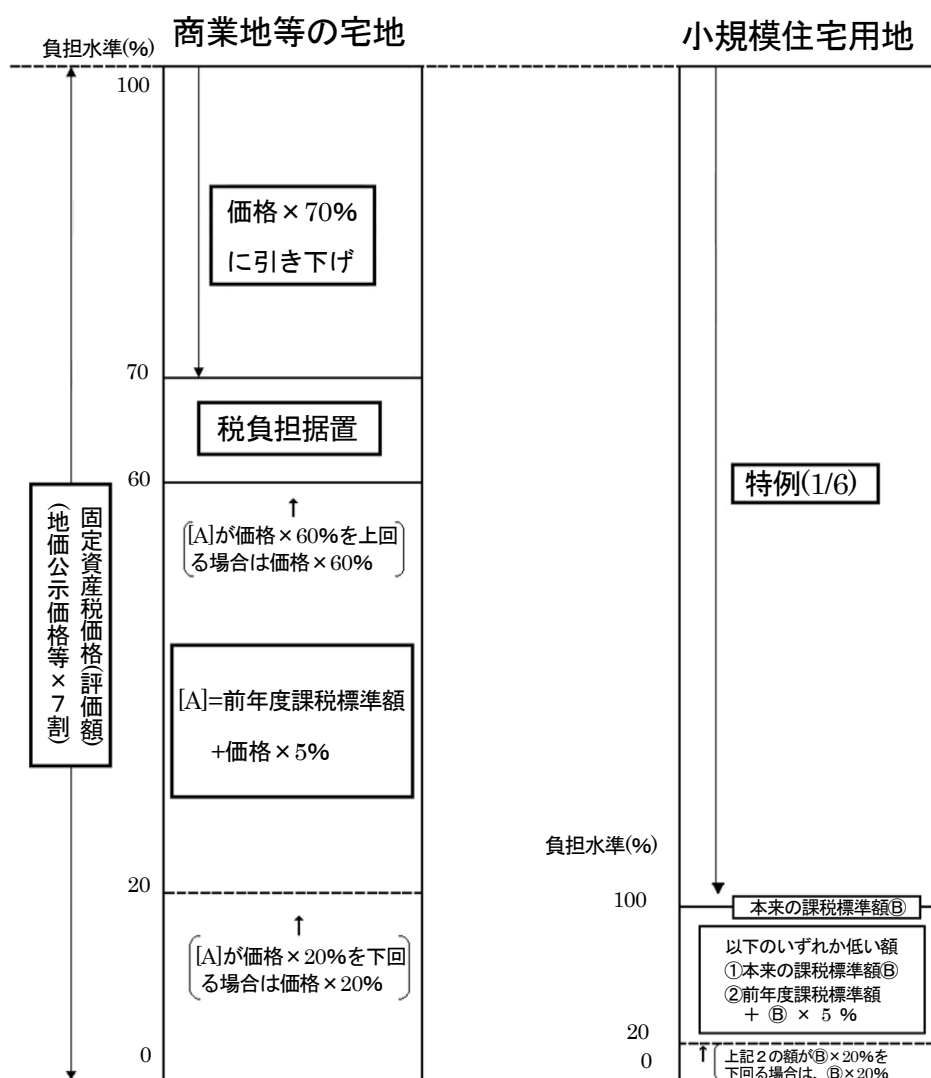 商業地等の宅地
小規模住宅用地
負担水準(%)
100
価格×70%
に引き下げ
70
税負担据置
60
↑
[A]が価格×60%を上回
る場合は価格×60%
固定資産税価格(評価額)
(地価公示価格等×7割)
[A]=前年度課税標準額
+価格×5%
20
↑
[A]が価格×20%を下回
る場合は価格×20%
0
特例(1/6)
負担水準(%)
100
本来の課税標準額Ⓑ
以下のいずれか低い額
①本来の課税標準額Ⓑ
②前年度課税標準額
+ Ⓑ × 5 %
20
0
↑
上記2の額がⒷ×20%を
下回る場合は、Ⓑ×20%